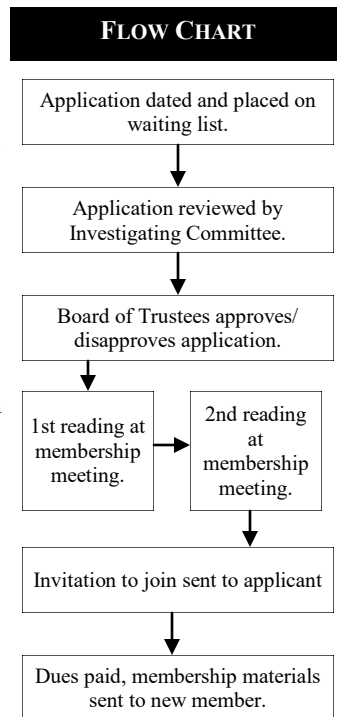 FLOW CHART
Application dated and placed on
waiting list.
Application reviewed by
Investigating Committee.
Board of Trustees approves/
disapproves application.
1st reading at
membership
meeting.
2nd reading
at
membership
meeting.
Invitation to join sent to applicant
Dues paid, membership materials
sent to new member.